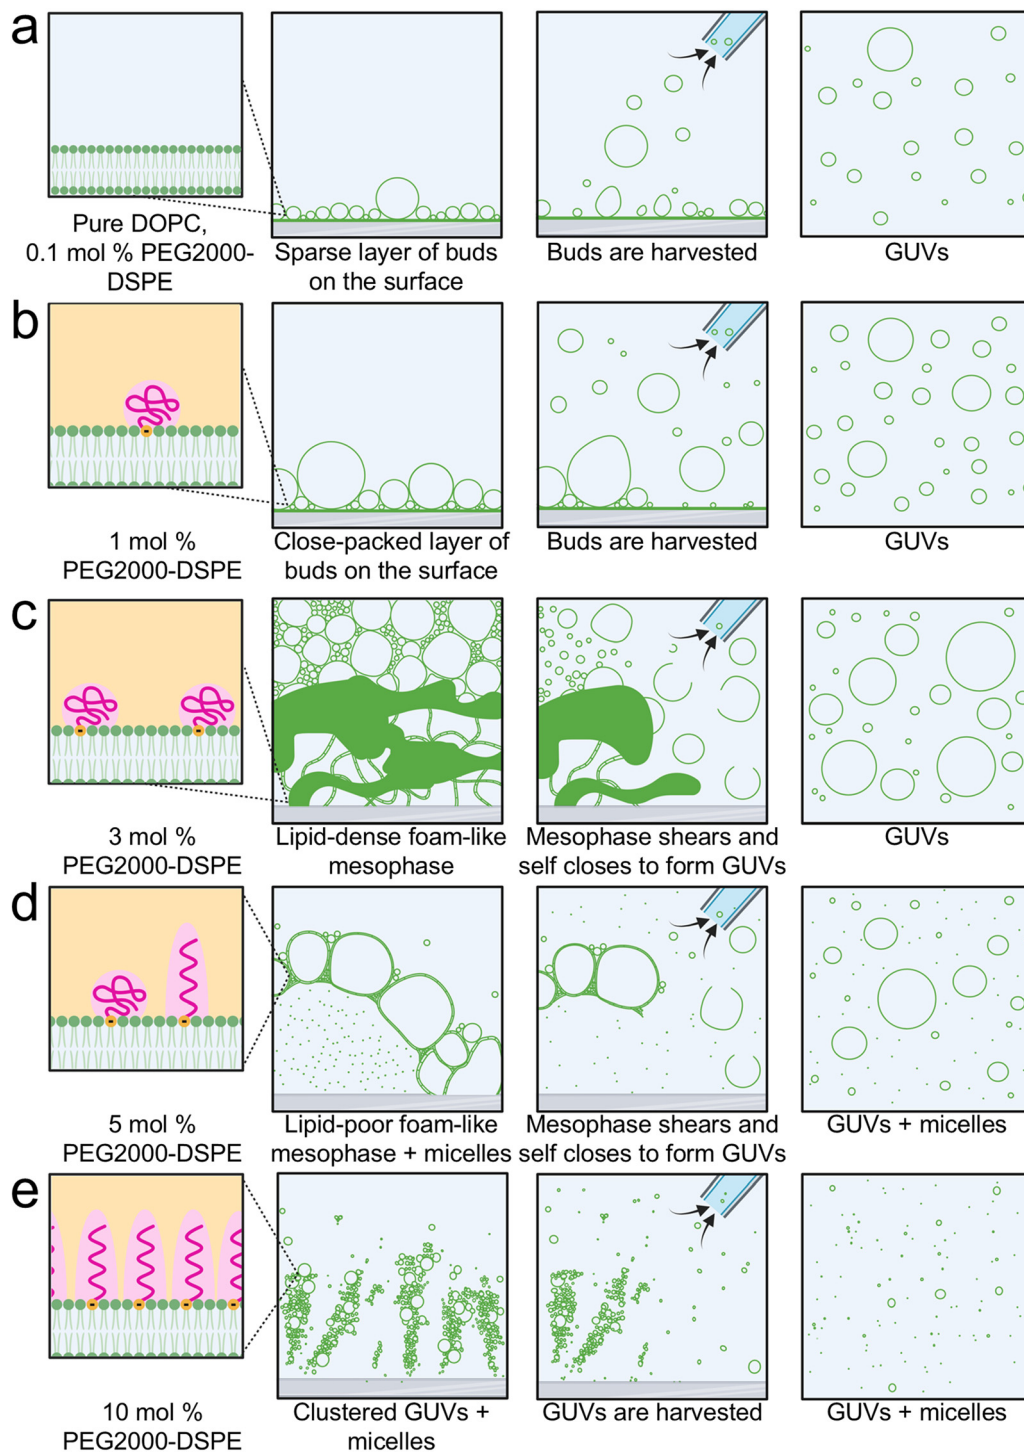 a
Pure DOPC,
0.1 mol % PEG2000-
DSPE
Sparse layer of buds
on the surface
Buds are harvested
GUVs
b
1 mol %
PEG2000-DSPE
Close-packed layer of
buds on the surface
Buds are harvested
GUVs
c
3 mol %
PEG2000-DSPE
Lipid-dense foam-like
mesophase
Mesophase shears and
self closes to form GUVs
GUVs
d
5 mol %
PEG2000-DSPE
Lipid-poor foam-like
mesophase + micelles
Mesophase shears and
self closes to form GUVs
GUVs + micelles
e
10 mol %
PEG2000-DSPE
Clustered GUVs +
micelles
GUVs are harvested
GUVs + micelles